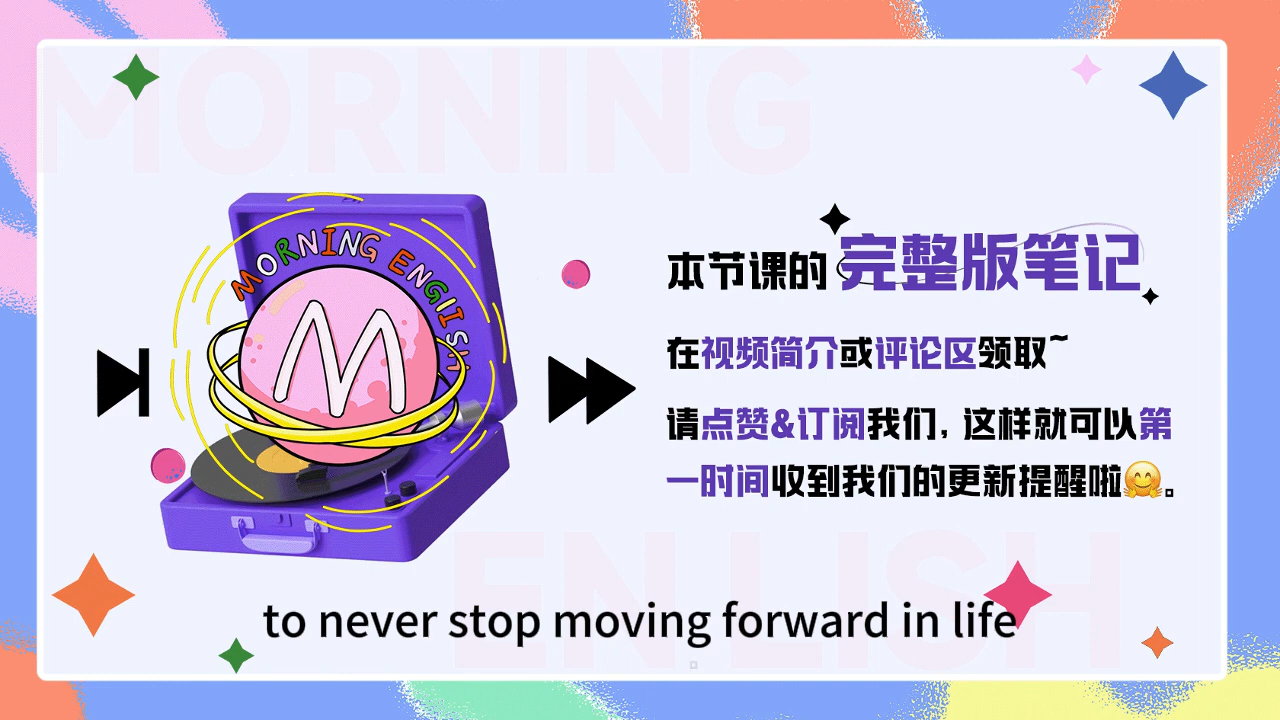 MORNING
MORNING ENGlISH
M
本节课的 完整版笔记
在视频简介或评论区领取~
请点赞&订阅我们, 这样就可以第
一时间收到我们的更新提醒啦🤗。
EN LISH
to never stop moving forward in life